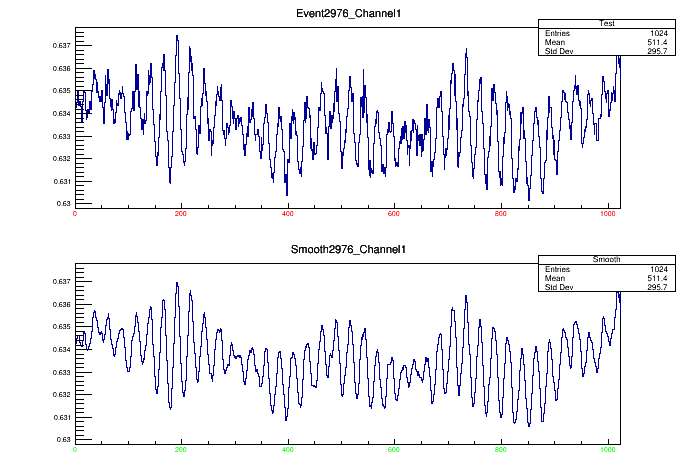 Event2976_Channel1
Test
Entries 1024
Mean 511.4
Std Dev 295.7
0.637
0.636
0.635
0.634
0.633
0.632
0.631
0.63
0 200 400 600 800 1000
Smooth2976_Channel1
Smooth
Entries 1024
Mean 511.4
Std Dev 295.7
0.637
0.636
0.635
0.634
0.633
0.632
0.631
0.63
0 200 400 600 800 1000